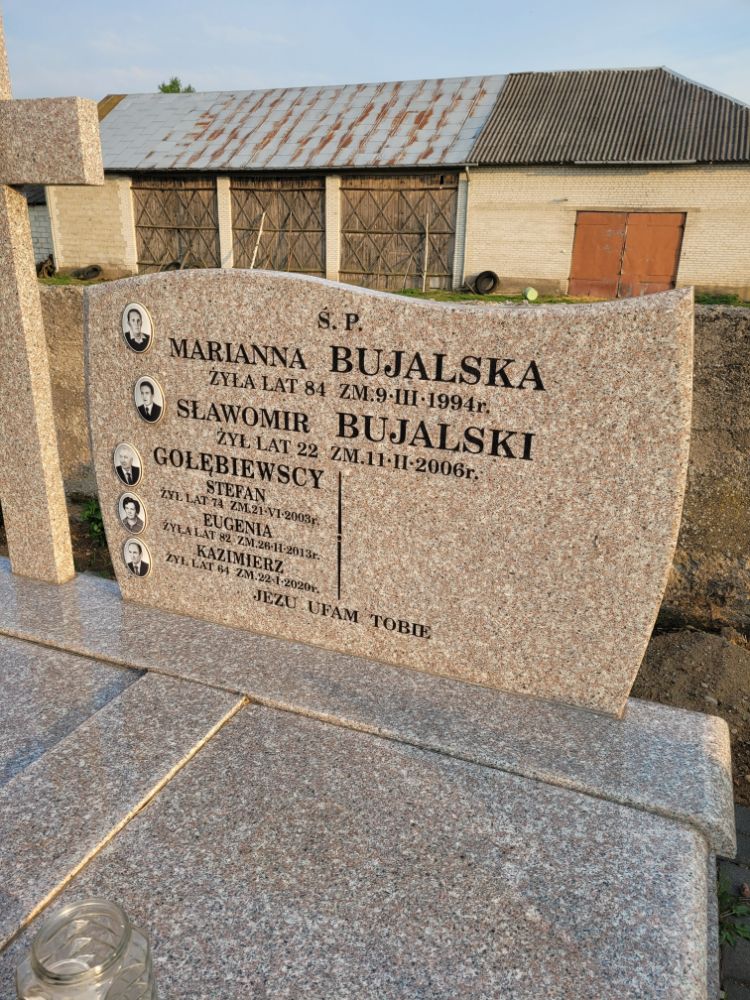 Ś. P.
MARIANNA BUJALSKA
ŻYŁA LAT 84 ZM.9·III·1994r.
SŁAWOMIR BUJALSKI
ŻYŁ LAT 22 ZM.11·II·2006r.
GOŁĘBIEWSCY
STEFAN
ŻYŁ LAT 74 ZM.21·VI·2003r.
EUGENIA
ŻYŁA LAT 82 ZM.26·II·2013r.
KAZIMIERZ
ŻYŁ LAT 64 ZM.22·I·2020r.
JEZU UFAM TOBIE